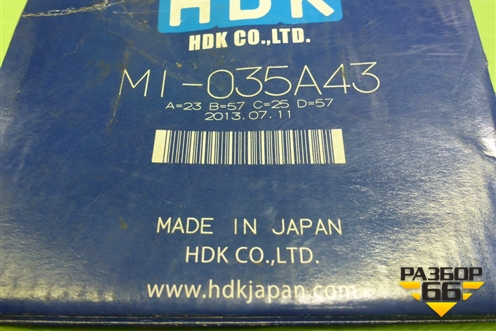 HDK
HDK CO.,LTD.
MI-035A43
A=23 B=57 C=25 D=57
2013.07.11
MADE IN JAPAN
HDK CO.,LTD.
www.hdkjapan.com
РАЗБОР
66